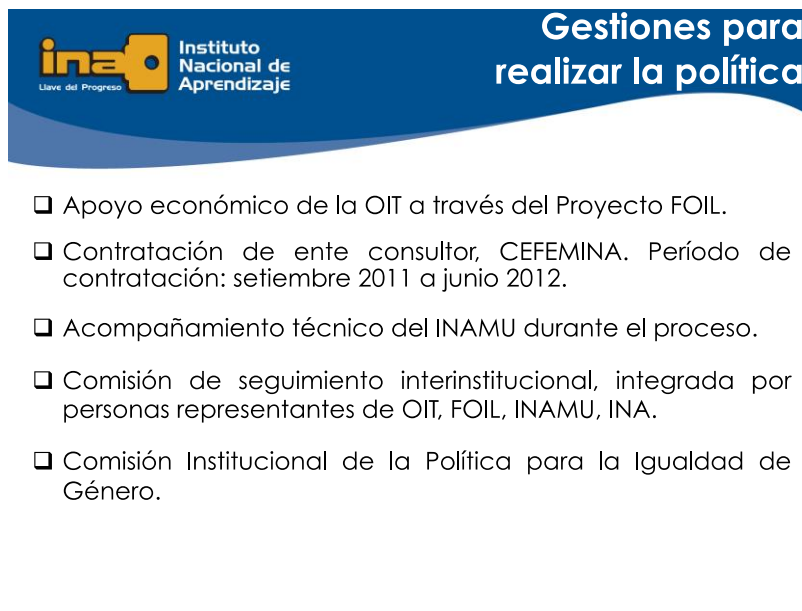 ina
Llave del Progreso
Instituto
Nacional de
Aprendizaje
Gestiones para
realizar la política
❑ Apoyo económico de la OIT a través del Proyecto FOIL.
❑ Contratación de ente consultor, CEFEMINA. Período de
contratación: setiembre 2011 a junio 2012.
❑ Acompañamiento técnico del INAMU durante el proceso.
❑ Comisión de seguimiento interinstitucional, integrada por
personas representantes de OIT, FOIL, INAMU, INA.
❑ Comisión Institucional de la Política para la Igualdad de
Género.